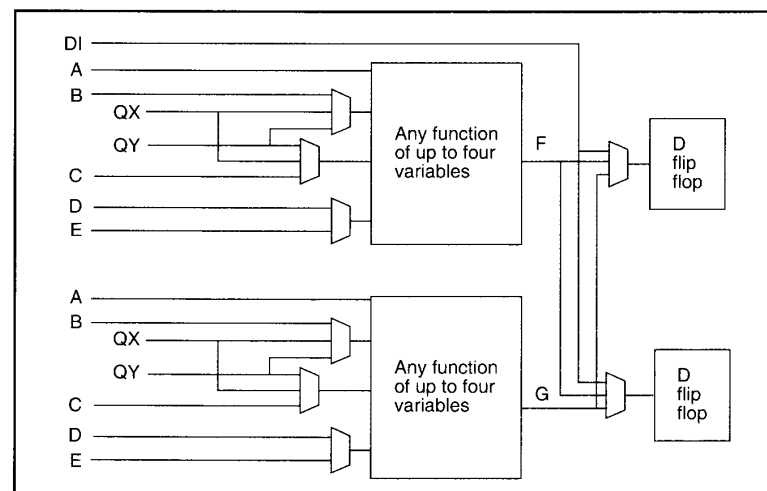 DI
A
B
QX
QY
C
D
E
Any function
of up to four
variables
F
D
flip
flop
A
B
QX
QY
C
D
E
Any function
of up to four
variables
G
D
flip
flop